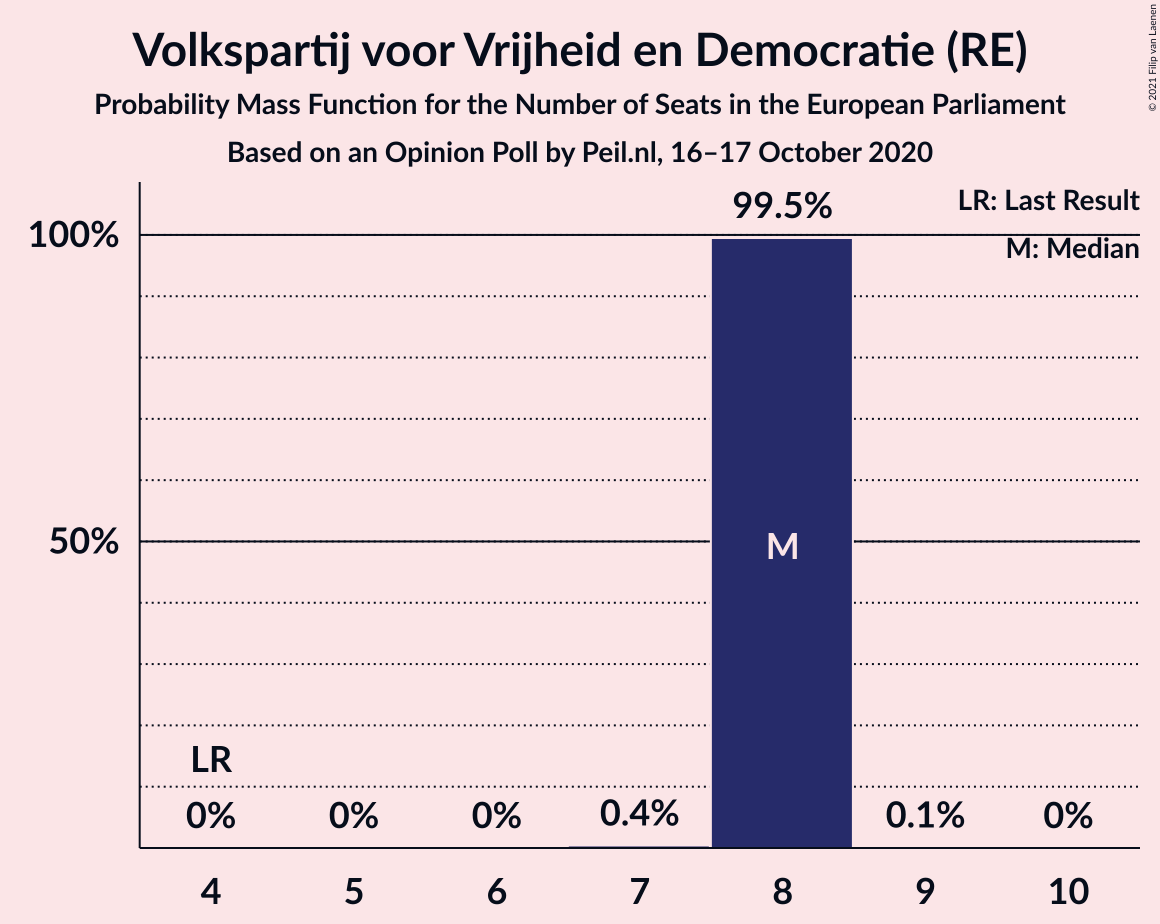 Volkspartij voor Vrijheid en Democratie (RE)
Probability Mass Function for the Number of Seats in the European Parliament
Based on an Opinion Poll by Peil.nl, 16–17 October 2020
© 2021 Filip van Laenen
LR: Last Result
M: Median
99.5%
100%
50%
M
LR
0%
0%
0%
0.4%
0.1%
0%
4
5
6
7
8
9
10